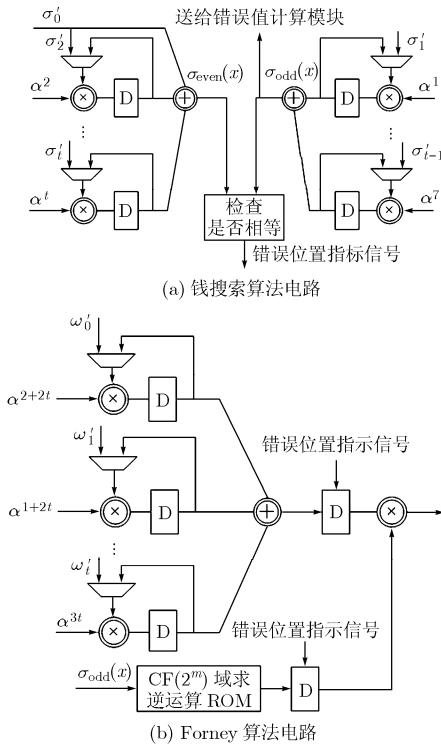 σ′₀
送给错误值计算模块
σ′₂
σ′₁
σ_even(x)
σ_odd(x)
α²
× D
+
+
D ×
α¹
⋮
⋮
σ′ₜ
σ′ₜ₋₁
αᵗ
× D
D ×
α⁷
检查
是否相等
错误位置指标信号
(a) 钱搜索算法电路
ω′₀
α²⁺²ᵗ
× D
ω′₁
错误位置指示信号
α¹⁺²ᵗ
× D
+
D
×
⋮
ω′ₜ
α³ᵗ
× D
错误位置指示信号
σ_odd(x)
CF(2ᵐ) 域求
逆运算 ROM
D
(b) Forney 算法电路